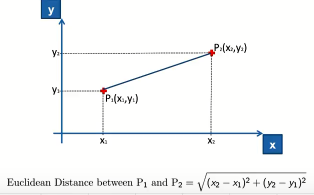 y
y₂
P₂(x₂,y₂)
y₁
P₁(x₁,y₁)
x₁
x₂
x
Euclidean Distance between P₁ and P₂ = √(x₂ − x₁)² + (y₂ − y₁)²